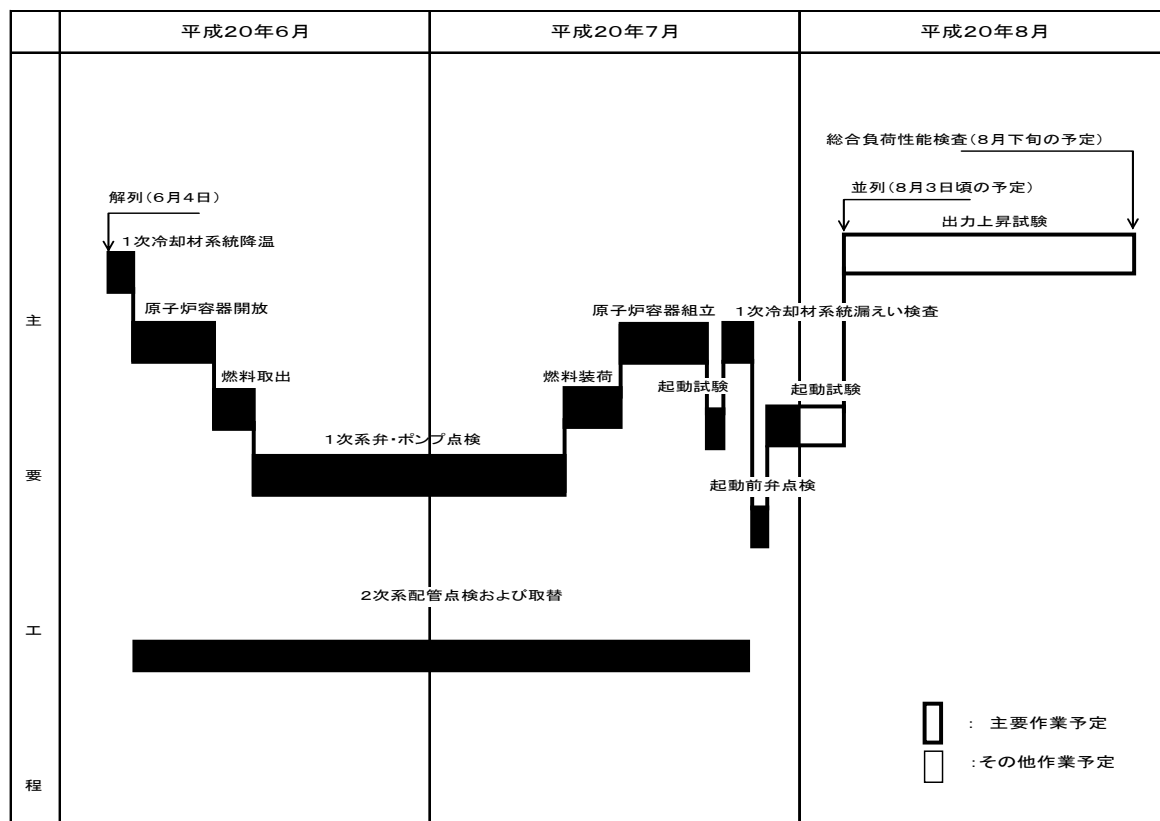 平成20年6月
平成20年7月
平成20年8月
総合負荷性能検査(8月下旬の予定)
解列(6月4日)
並列(8月3日頃の予定)
出力上昇試験
1次冷却材系統降温
原子炉容器開放
原子炉容器組立
1次冷却材系統漏えい検査
主
燃料取出
燃料装荷
起動試験
起動試験
1次系弁・ポンプ点検
要
起動前弁点検
2次系配管点検および取替
工
: 主要作業予定
:その他作業予定
程